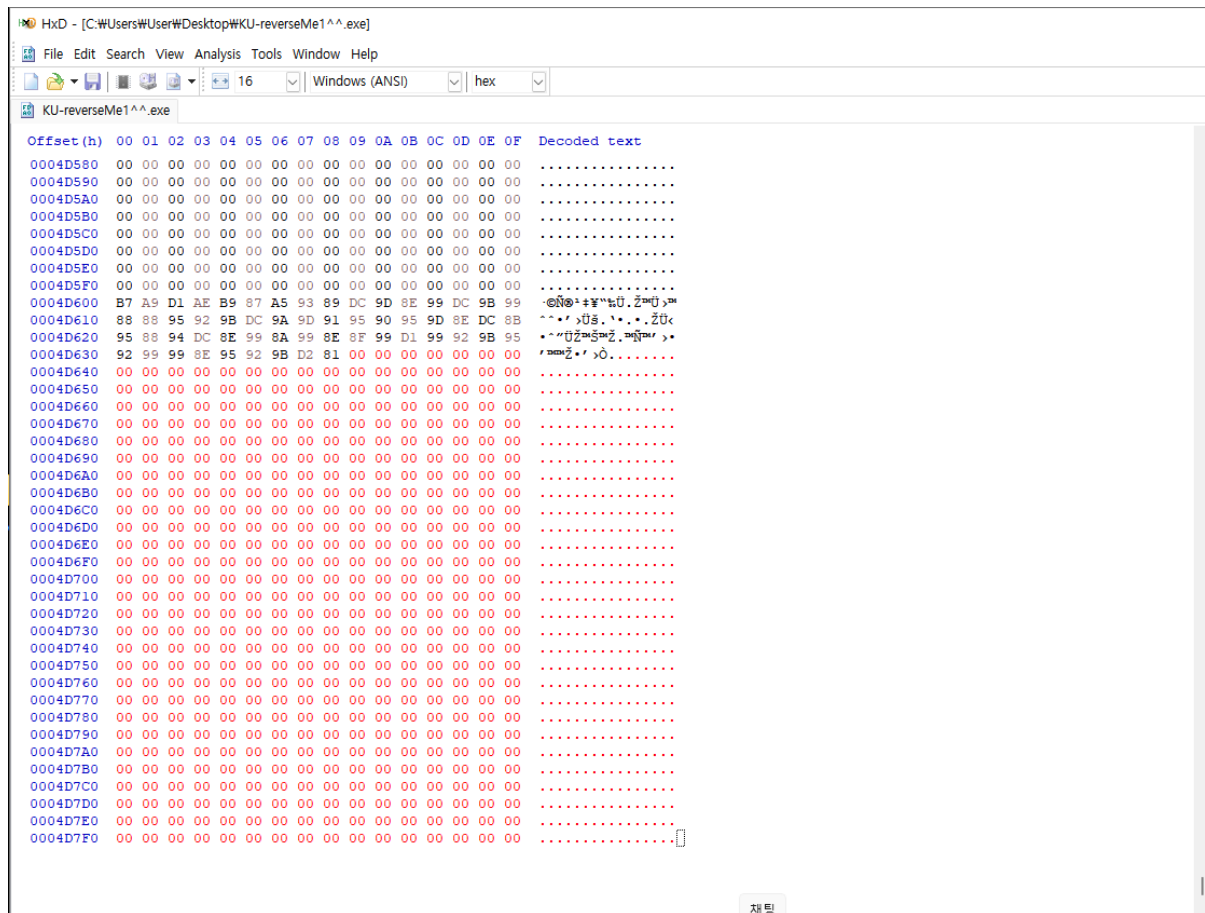 HxD - [C:₩Users₩User₩Desktop₩KU-reverseMe1^^.exe]
File Edit Search View Analysis Tools Window Help
16 Windows (ANSI) hex
KU-reverseMe1^^.exe
Offset(h) 00 01 02 03 04 05 06 07 08 09 0A 0B 0C 0D 0E 0F Decoded text
0004D580 00 00 00 00 00 00 00 00 00 00 00 00 00 00 00 00 ................
0004D590 00 00 00 00 00 00 00 00 00 00 00 00 00 00 00 00 ................
0004D5A0 00 00 00 00 00 00 00 00 00 00 00 00 00 00 00 00 ................
0004D5B0 00 00 00 00 00 00 00 00 00 00 00 00 00 00 00 00 ................
0004D5C0 00 00 00 00 00 00 00 00 00 00 00 00 00 00 00 00 ................
0004D5D0 00 00 00 00 00 00 00 00 00 00 00 00 00 00 00 00 ................
0004D5E0 00 00 00 00 00 00 00 00 00 00 00 00 00 00 00 00 ................
0004D5F0 00 00 00 00 00 00 00 00 00 00 00 00 00 00 00 00 ................
0004D600 B7 A9 D1 AE B9 87 A5 93 89 DC 9D 8E 99 DC 9B 99 ·©Ñ®¹‡¥“‰Ü.Ž™Ü›™
0004D610 88 88 95 92 9B DC 9A 9D 91 95 90 95 9D 8E DC 8B ˆˆ•’›Üš.‘•.•.ŽÜ‹
0004D620 95 88 94 DC 8E 99 8A 99 8E 8F 99 D1 99 92 9B 95 •ˆ”ÜŽ™Š™Ž.™Ñ™’›•
0004D630 92 99 99 8E 95 92 9B D2 81 00 00 00 00 00 00 00 ’™™Ž•’›Ò........
0004D640 00 00 00 00 00 00 00 00 00 00 00 00 00 00 00 00 ................
0004D650 00 00 00 00 00 00 00 00 00 00 00 00 00 00 00 00 ................
0004D660 00 00 00 00 00 00 00 00 00 00 00 00 00 00 00 00 ................
0004D670 00 00 00 00 00 00 00 00 00 00 00 00 00 00 00 00 ................
0004D680 00 00 00 00 00 00 00 00 00 00 00 00 00 00 00 00 ................
0004D690 00 00 00 00 00 00 00 00 00 00 00 00 00 00 00 00 ................
0004D6A0 00 00 00 00 00 00 00 00 00 00 00 00 00 00 00 00 ................
0004D6B0 00 00 00 00 00 00 00 00 00 00 00 00 00 00 00 00 ................
0004D6C0 00 00 00 00 00 00 00 00 00 00 00 00 00 00 00 00 ................
0004D6D0 00 00 00 00 00 00 00 00 00 00 00 00 00 00 00 00 ................
0004D6E0 00 00 00 00 00 00 00 00 00 00 00 00 00 00 00 00 ................
0004D6F0 00 00 00 00 00 00 00 00 00 00 00 00 00 00 00 00 ................
0004D700 00 00 00 00 00 00 00 00 00 00 00 00 00 00 00 00 ................
0004D710 00 00 00 00 00 00 00 00 00 00 00 00 00 00 00 00 ................
0004D720 00 00 00 00 00 00 00 00 00 00 00 00 00 00 00 00 ................
0004D730 00 00 00 00 00 00 00 00 00 00 00 00 00 00 00 00 ................
0004D740 00 00 00 00 00 00 00 00 00 00 00 00 00 00 00 00 ................
0004D750 00 00 00 00 00 00 00 00 00 00 00 00 00 00 00 00 ................
0004D760 00 00 00 00 00 00 00 00 00 00 00 00 00 00 00 00 ................
0004D770 00 00 00 00 00 00 00 00 00 00 00 00 00 00 00 00 ................
0004D780 00 00 00 00 00 00 00 00 00 00 00 00 00 00 00 00 ................
0004D790 00 00 00 00 00 00 00 00 00 00 00 00 00 00 00 00 ................
0004D7A0 00 00 00 00 00 00 00 00 00 00 00 00 00 00 00 00 ................
0004D7B0 00 00 00 00 00 00 00 00 00 00 00 00 00 00 00 00 ................
0004D7C0 00 00 00 00 00 00 00 00 00 00 00 00 00 00 00 00 ................
0004D7D0 00 00 00 00 00 00 00 00 00 00 00 00 00 00 00 00 ................
0004D7E0 00 00 00 00 00 00 00 00 00 00 00 00 00 00 00 00 ................
0004D7F0 00 00 00 00 00 00 00 00 00 00 00 00 00 00 00 00 ................
채팅